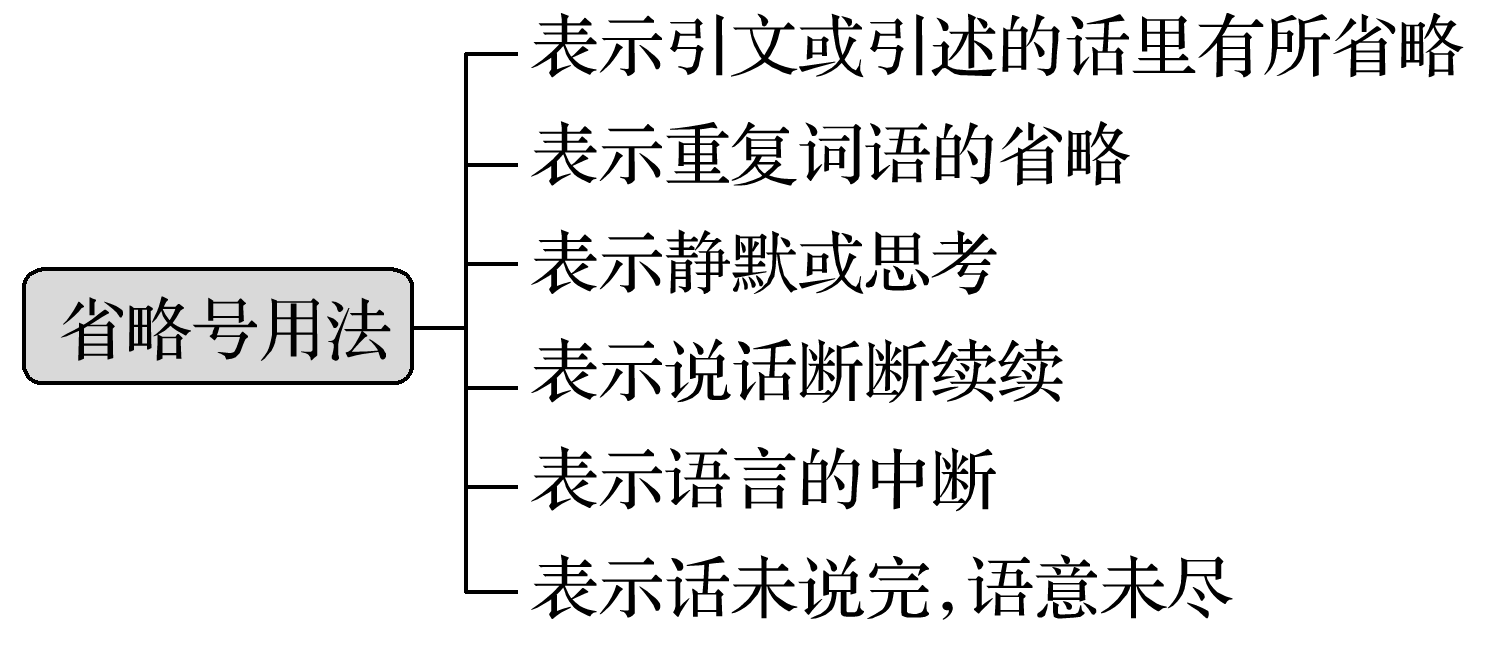 省略号用法
表示引文或引述的话里有所省略
表示重复词语的省略
表示静默或思考
表示说话断断续续
表示语言的中断
表示话未说完,语意未尽